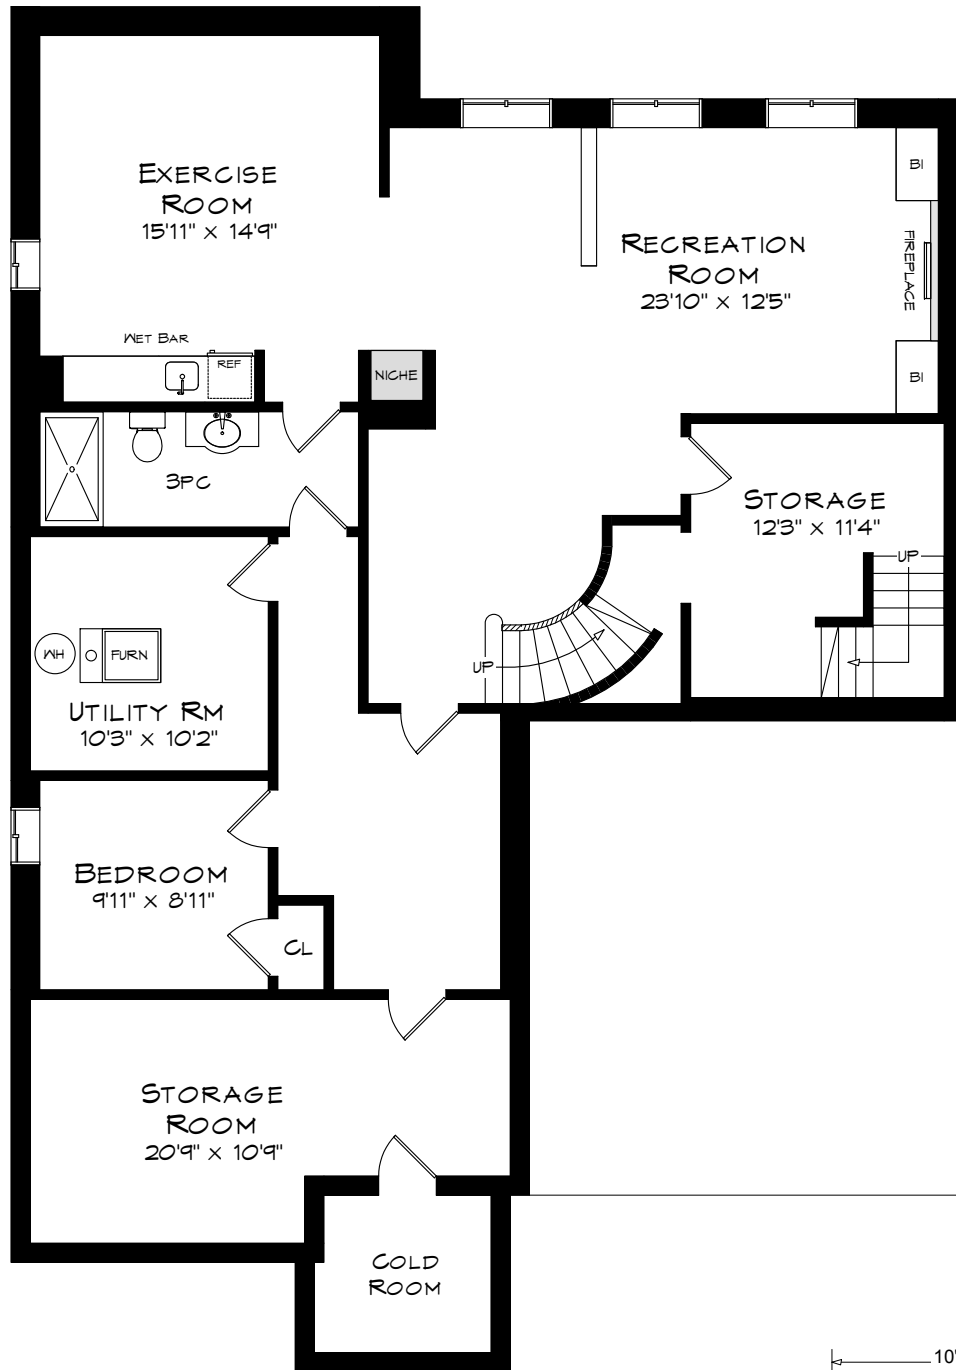 EXERCISE
ROOM
15'11" x 14'9"
BI
RECREATION
ROOM
23'10" x 12'5"
FIREPLACE
WET BAR
REF
NICHE
BI
3PC
STORAGE
12'3" x 11'4"
UP
WH
FURN
UP
UTILITY RM
10'3" x 10'2"
BEDROOM
9'11" x 8'11"
CL
STORAGE
ROOM
20'9" x 10'9"
COLD
ROOM
10'